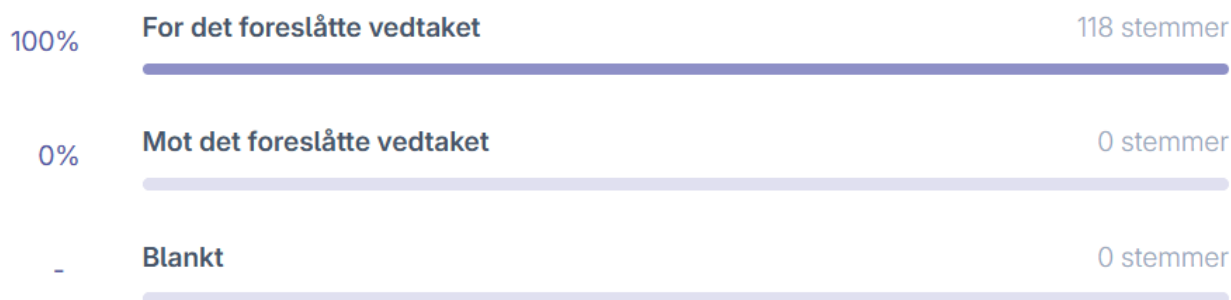 100%
For det foreslåtte vedtaket
118 stemmer
0%
Mot det foreslåtte vedtaket
0 stemmer
-
Blankt
0 stemmer